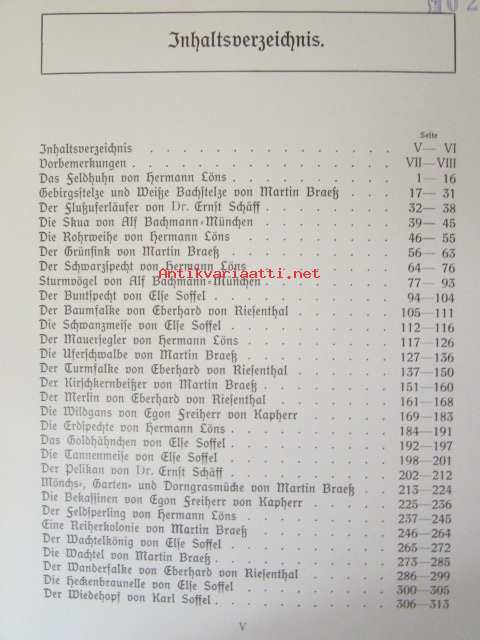 Inhaltsverzeichnis.
Seite
Inhaltsverzeichnis . . . . . . . . . . . . . . . . V— VI
Vorbemerkungen . . . . . . . . . . . . . . . . VII—VIII
Das Feldhuhn von Hermann Löns . . . . . . . . . . 1— 16
Gebirgsstelze und Weiße Bachstelze von Martin Braeß . . . . 17— 31
Der Flußuferläufer von Dr. Ernst Schäff . . . . . . . . 32— 38
Die Skua von Alf Bachmann-München . . . . . . . . 39— 45
Die Rohrweihe von Hermann Löns . . . . . . . . . . 46— 55
Der Grünfink von Martin Braeß . . . . . . . . . . 56— 63
Der Schwarzspecht von Hermann Löns . . . . . . . . 64— 76
Antikvariaatti.net
Sturmvögel von Alf Bachmann-München . . . . . . . . 77— 93
Der Buntspecht von Else Soffel . . . . . . . . . . . 94—104
Der Baumfalke von Eberhard von Riesenthal . . . . . . 105—111
Die Schwanzmeise von Else Soffel . . . . . . . . . . 112—116
Der Mauersegler von Hermann Löns . . . . . . . . . 117—126
Die Uferschwalbe von Martin Braeß . . . . . . . . . 127—136
Der Turmfalke von Eberhard von Riesenthal . . . . . . 137—150
Der Kirschkernbeißer von Martin Braeß . . . . . . . . 151—160
Der Merlin von Eberhard von Riesenthal . . . . . . . 161—168
Die Wildgans von Egon Freiherr von Kapherr . . . . . 169—183
Die Erdspechte von Hermann Löns . . . . . . . . . . 184—191
Das Goldhähnchen von Else Soffel . . . . . . . . . . 192—197
Die Tannenmeise von Else Soffel . . . . . . . . . . 198—201
Der Pelikan von Dr. Ernst Schäff . . . . . . . . . . 202—212
Mönchs-, Garten- und Dorngrasmücke von Martin Braeß . . 213—224
Die Bekassinen von Egon Freiherr von Kapherr . . . . . 225—236
Der Feldsperling von Hermann Löns . . . . . . . . . 237—245
Eine Reiherkolonie von Martin Braeß . . . . . . . . . 246—264
Der Wachtelkönig von Else Soffel . . . . . . . . . . 265—272
Die Wachtel von Martin Braeß . . . . . . . . . . . 273—285
Der Wanderfalke von Eberhard von Riesenthal . . . . . 286—299
Die Heckenbraunelle von Else Soffel . . . . . . . . . 300—305
Der Wiedehopf von Karl Soffel . . . . . . . . . . . 306—313
V